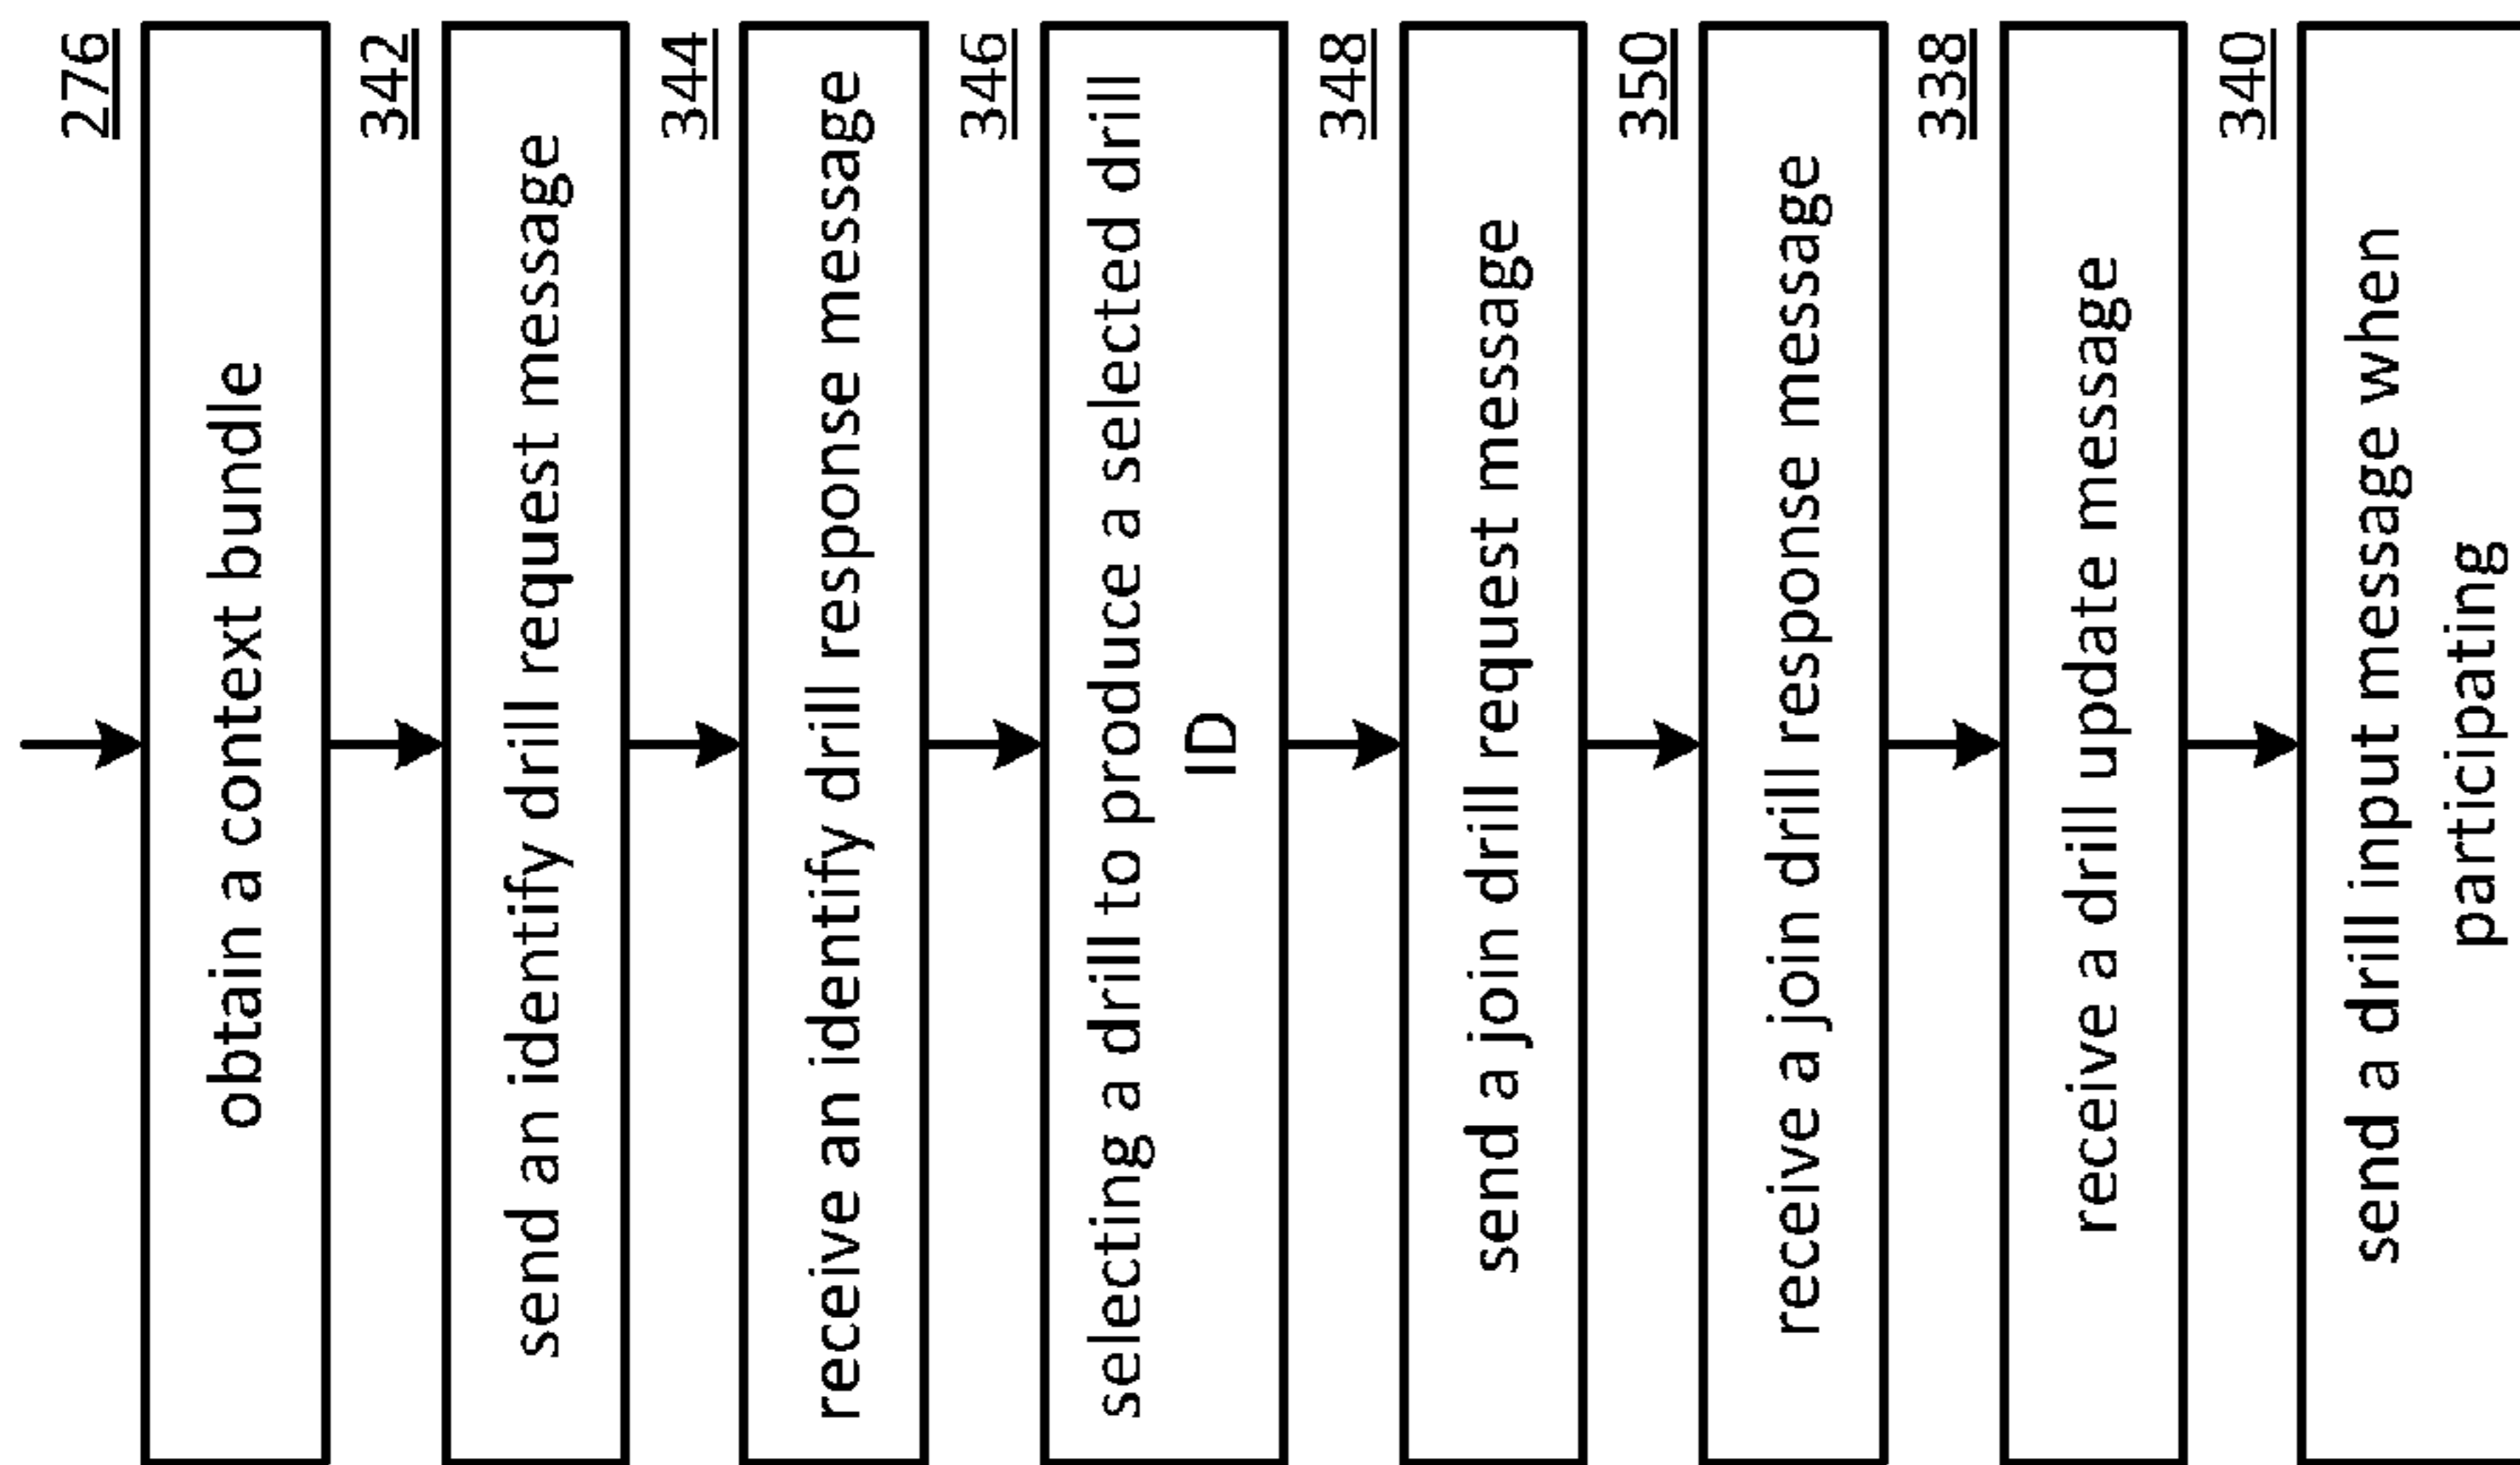 276
obtain a context bundle
342
send an identify drill request message
344
receive an identify drill response message
346
selecting a drill to produce a selected drill
ID
348
send a join drill request message
350
receive a join drill response message
338
receive a drill update message
340
send a drill input message when
participating